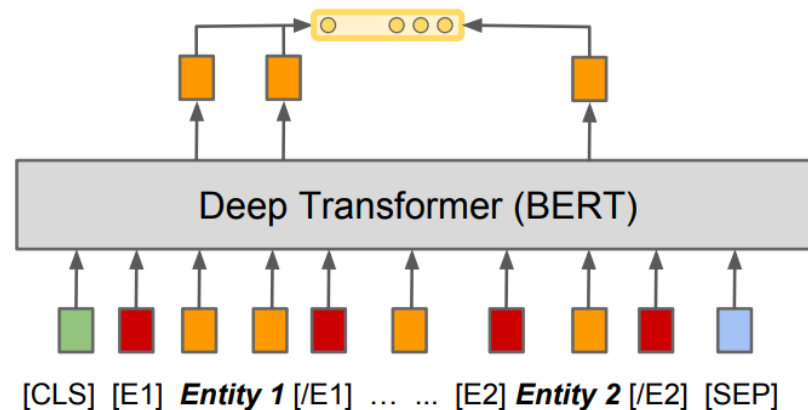 Deep Transformer (BERT)
[CLS] [E1] Entity 1 [/E1] … ... [E2] Entity 2 [/E2] [SEP]